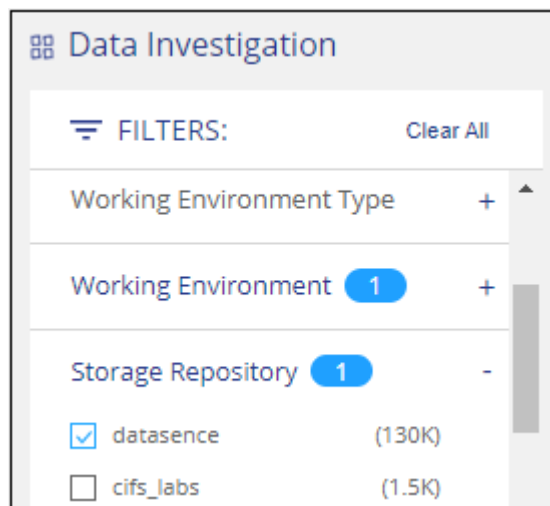 Data Investigation
FILTERS: Clear All
Working Environment Type +
Working Environment 1 +
Storage Repository 1 -
datasence (130K)
cifs_labs (1.5K)